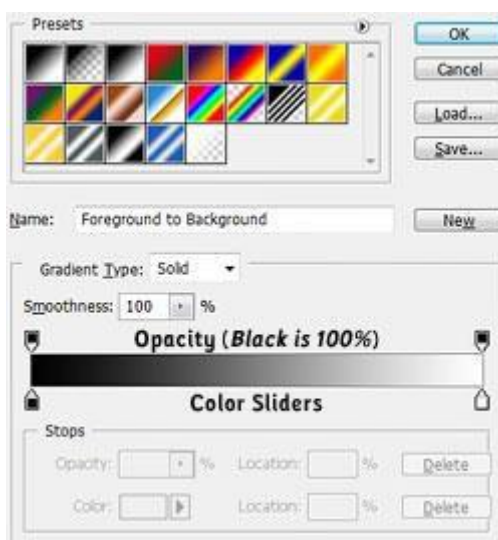 Presets
OK
Cancel
Load...
Save...
Name: Foreground to Background
New
Gradient Type: Solid
Smoothness: 100 %
Opacity (Black is 100%)
Color Sliders
Stops
Opacity: % Location: % Delete
Color: Location: % Delete